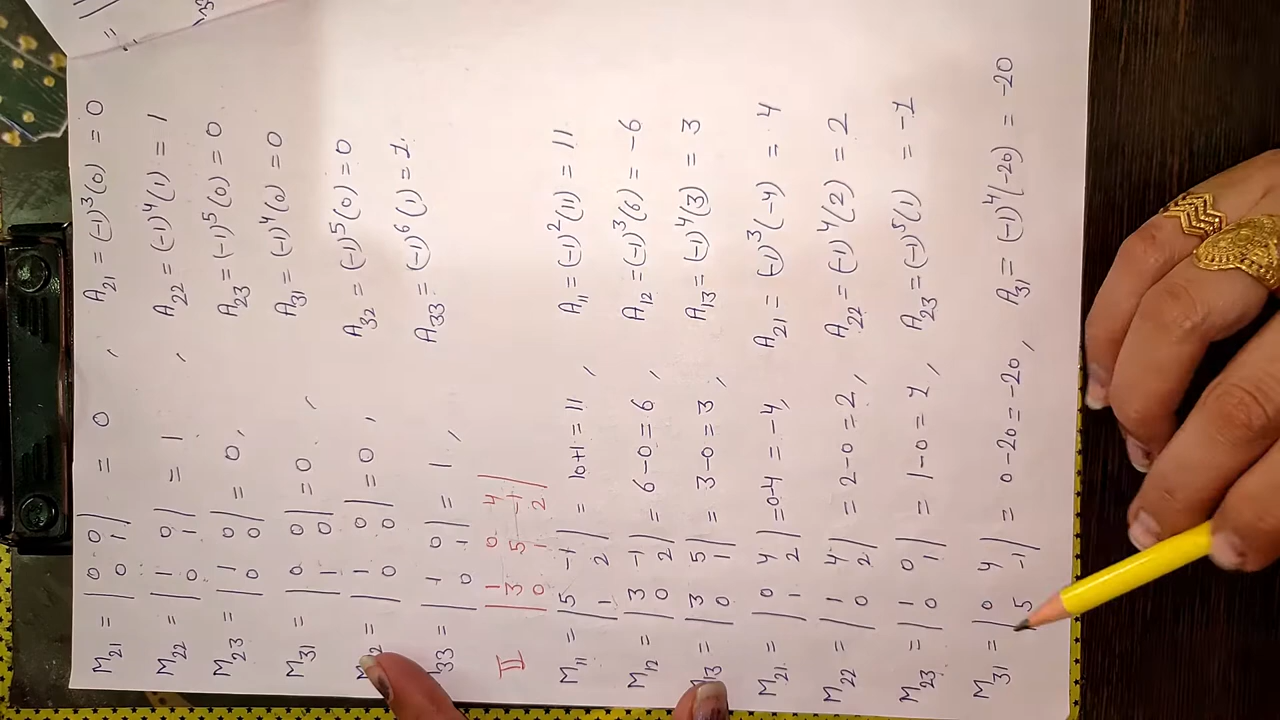 M21 = |0 0; 0 1| = 0 , A21 = (-1)^3(0) = 0
M22 = |1 0; 0 1| = 1 , A22 = (-1)^4(1) = 1
M23 = |1 0; 0 0| = 0, A23 = (-1)^5(0) = 0
M31 = |0 0; 1 0| = 0 , A31 = (-1)^4(0) = 0
= |1 0; 0 0| = 0 , A32 = (-1)^5(0) = 0
33 = |1 0; 0 1| = 1 , A33 = (-1)^6(1) = 1.
II |1 0 4; 3 5 -1; 0 1 2|
M11 = |5 -1; 1 2| = 10+1 = 11 , A11 = (-1)^2(11) = 11
M12 = |3 -1; 0 2| = 6-0 = 6 , A12 = (-1)^3(6) = -6
13 = |3 5; 0 1| = 3-0 = 3 , A13 = (-1)^4(3) = 3
M21 = |0 4; 1 2| = 0-4 = -4, A21 = (-1)^3(-4) = 4
M22 = |1 4; 0 2| = 2-0 = 2, A22 = (-1)^4(2) = 2
M23 = |1 0; 0 1| = 1-0 = 1 , A23 = (-1)^5(1) = -1
M31 = |0 4; 5 -1| = 0-20 = -20, A31 = (-1)^4(-20) = -20